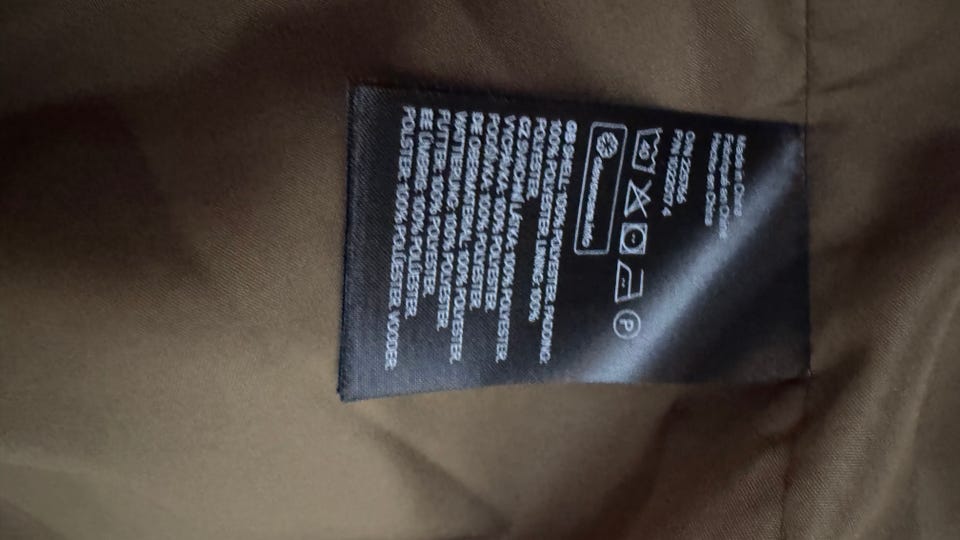 Made in China
Fabriqué en Chine
Hecho en China
40
P
GB SHELL: 100% POLYESTER. PADDING:
100% POLYESTER. LINING: 100%
POLYESTER.
CZ SVRCHNÍ LÁTKA: 100% POLYESTER.
VYCPÁVKA: 100% POLYESTER.
PODŠÍVKA: 100% POLYESTER.
DE OBERMATERIAL: 100% POLYESTER.
WATTIERUNG: 100% POLYESTER.
FUTTER: 100% POLYESTER.
EE ÜMBRIS: 100% POLÜESTER.
POLSTER: 100% POLÜESTER. VOODER: